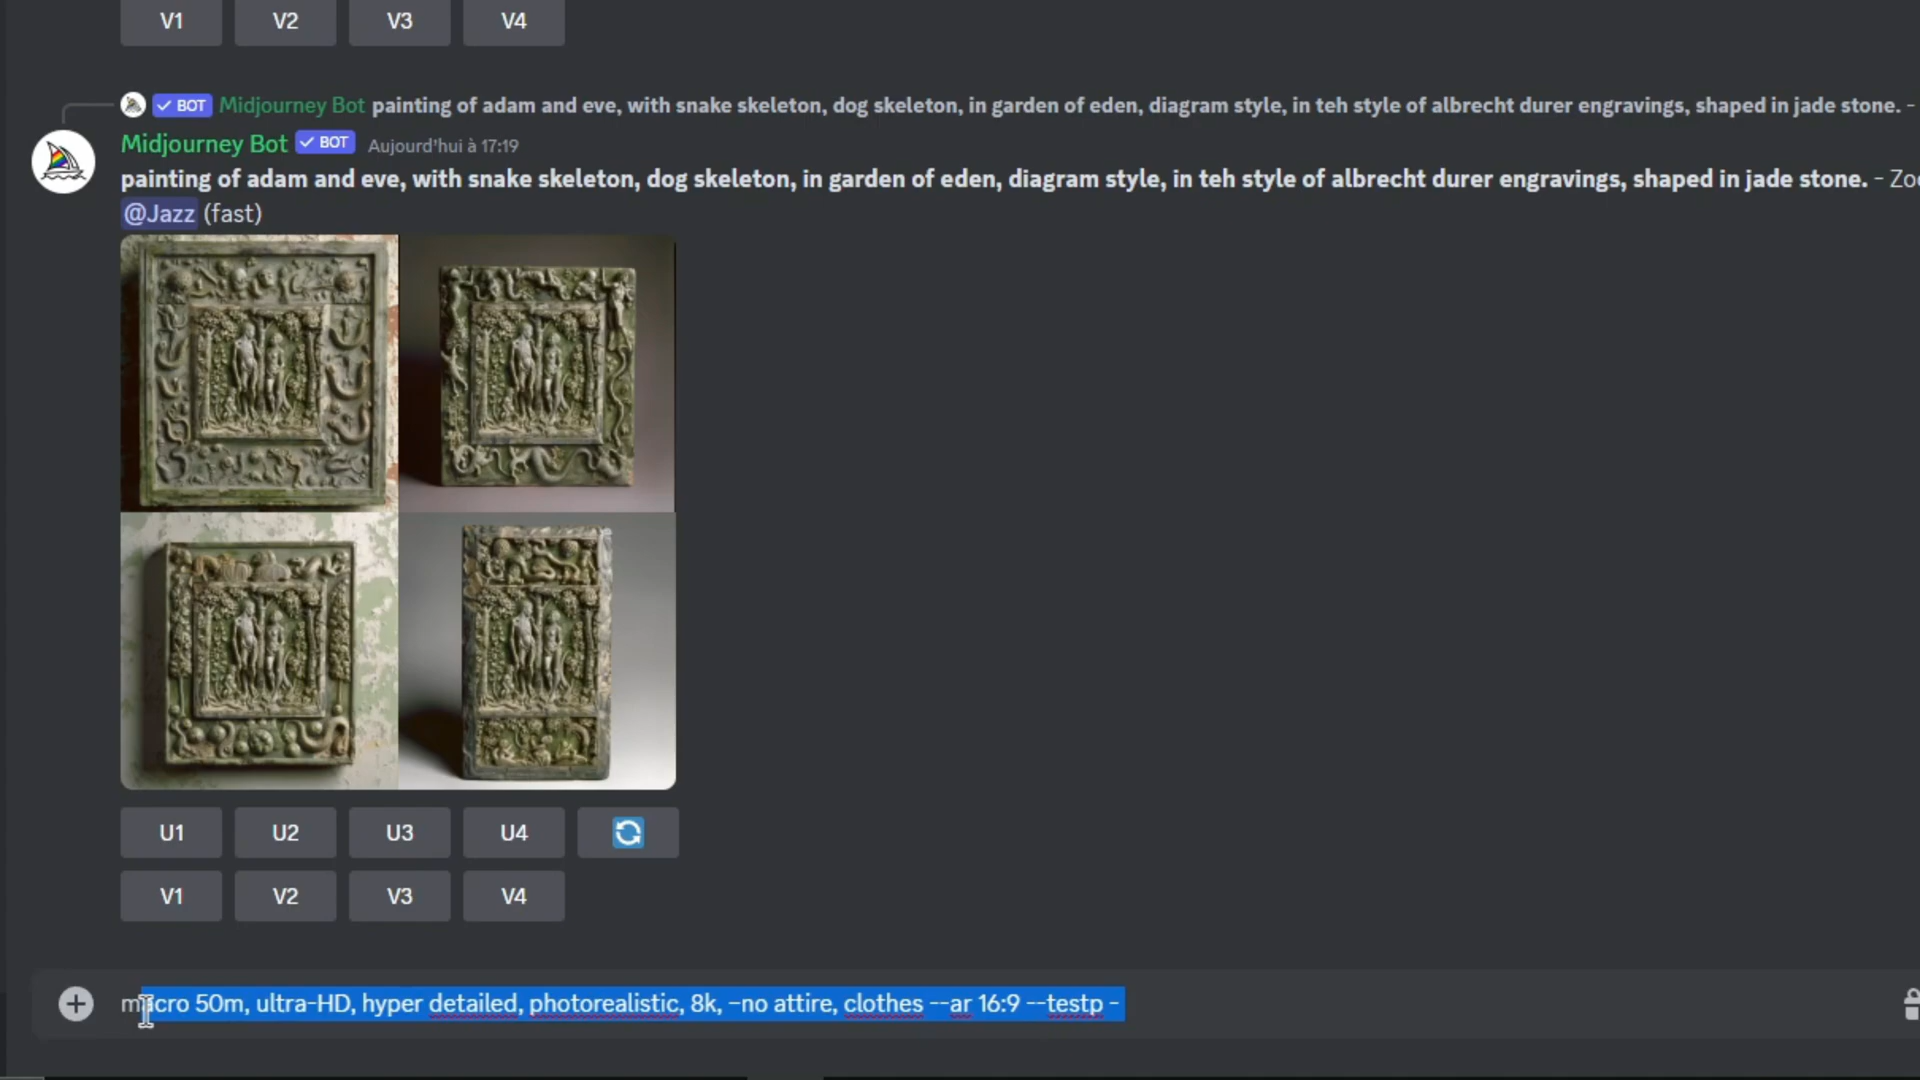 V1 V2 V3 V4
BOT Midjourney Bot painting of adam and eve, with snake skeleton, dog skeleton, in garden of eden, diagram style, in teh style of albrecht durer engravings, shaped in jade stone. -
Midjourney Bot BOT Aujourd'hui à 17:19
painting of adam and eve, with snake skeleton, dog skeleton, in garden of eden, diagram style, in teh style of albrecht durer engravings, shaped in jade stone. -
@Jazz (fast)
U1 U2 U3 U4
V1 V2 V3 V4
macro 50m, ultra-HD, hyper detailed, photorealistic, 8k, –no attire, clothes --ar 16:9 --testp -